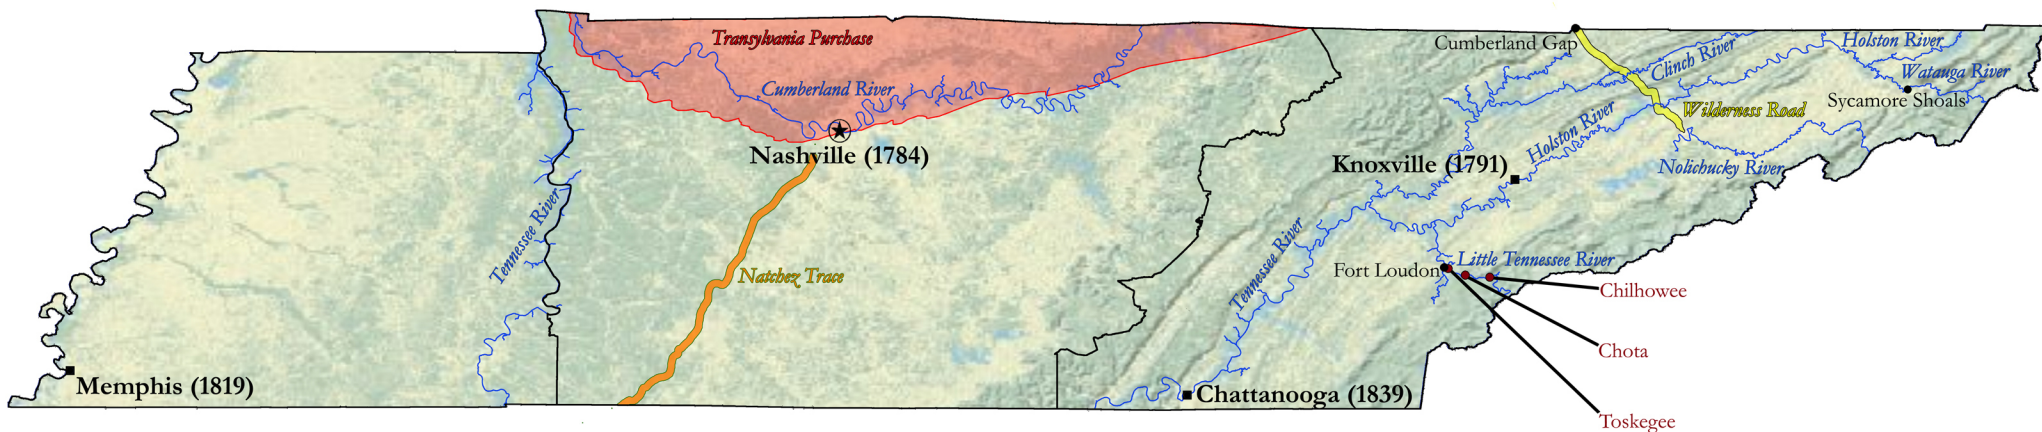 Transylvania Purchase
Cumberland River
Nashville (1784)
Natchez Trace
Tennessee River
Memphis (1819)
Cumberland Gap
Clinch River
Holston River
Watauga River
Sycamore Shoals
Wilderness Road
Holston River
Nolichucky River
Knoxville (1791)
Tennessee River
Fort Loudon
Little Tennessee River
Chilhowee
Chota
Toskegee
Chattanooga (1839)